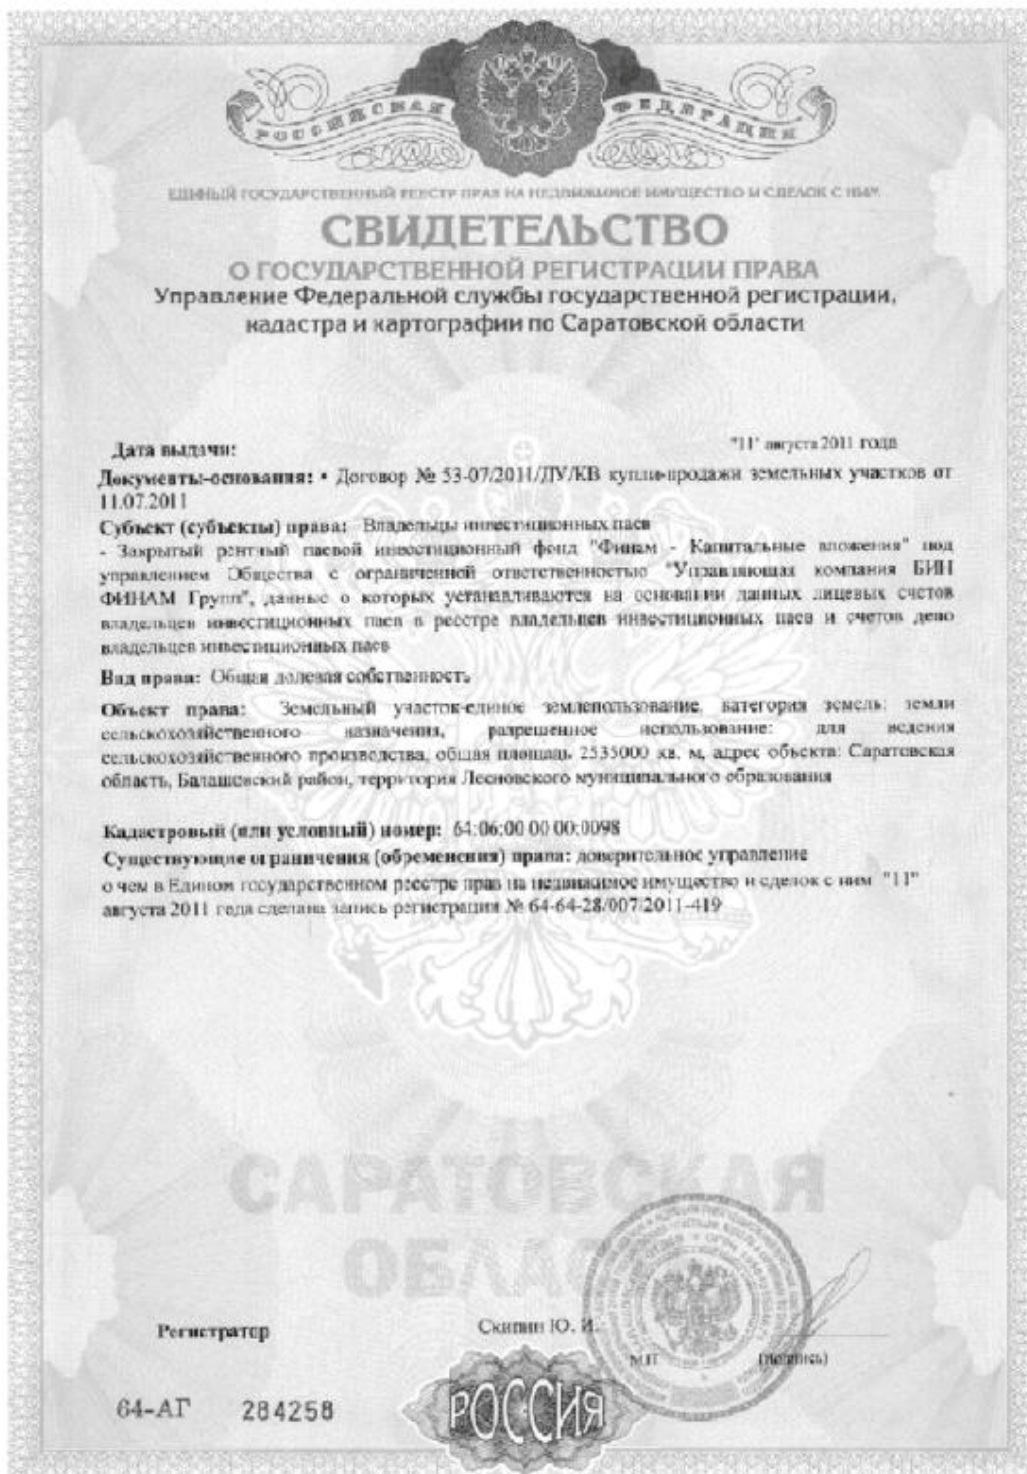 РОССИЙСКАЯ ФЕДЕРАЦИЯ
ЕДИНЫЙ ГОСУДАРСТВЕННЫЙ РЕЕСТР ПРАВ НА НЕДВИЖИМОЕ ИМУЩЕСТВО И СДЕЛОК С НИМ
СВИДЕТЕЛЬСТВО
О ГОСУДАРСТВЕННОЙ РЕГИСТРАЦИИ ПРАВА
Управление Федеральной службы государственной регистрации,
кадастра и картографии по Саратовской области
Дата выдачи: "11" августа 2011 года
Документы-основания: • Договор № 53-07/2011/ЛУ/КВ купли-продажи земельных участков от
11.07.2011
Субъект (субъекты) права: Владельцы инвестиционных паев
- Закрытый рентный паевой инвестиционный фонд "Финам - Капитальные вложения" под
управлением Общества с ограниченной ответственностью "Управляющая компания
ФИНАМ Групп", данные о которых устанавливаются на основании данных лицевых счетов
владельцев инвестиционных паев в реестре владельцев инвестиционных паев и счетов депо
владельцев инвестиционных паев
Вид права: Общая долевая собственность
Объект права: Земельный участок-единое землепользование, категория земель: земли
сельскохозяйственного назначения, разрешенное использование: для ведения
сельскохозяйственного производства, общая площадь 2535000 кв. м, адрес объекта: Саратовская
область, Балашовский район, территория Лесновского муниципального образования
Кадастровый (или условный) номер: 64:06:00 00 00:0098
Существующие ограничения (обременения) права: доверительное управление
о чем в Едином государственном реестре прав на недвижимое имущество и сделок с ним "11"
августа 2011 года сделана запись регистрации № 64-64-28/007/2011-419
САРАТОВСКАЯ
ОБЛАСТЬ
Регистратор Скипин Ю. И.
М.П. (подпись)
64-АГ 284258
РОССИЯ